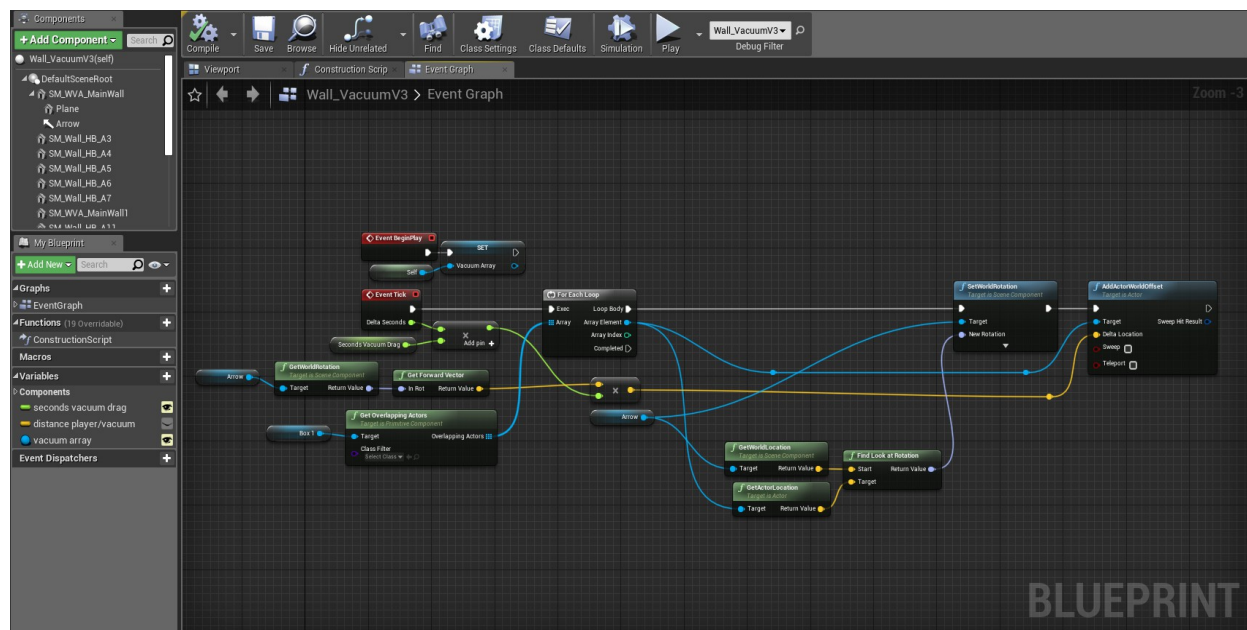 Components
+Add Component
Search
Wall_VacuumV3(self)
DefaultSceneRoot
SM_WVA_MainWall
Plane
Arrow
SM_Wall_HB_A3
SM_Wall_HB_A4
SM_Wall_HB_A5
SM_Wall_HB_A6
SM_Wall_HB_A7
SM_WVA_MainWall1
SM_Wall_HB_A11
My Blueprint
+Add New
Search
Graphs
EventGraph
Functions (19 Overridable)
ConstructionScript
Macros
Variables
Components
seconds vacuum drag
distance player/vacuum
vacuum array
Event Dispatchers
Compile
Save
Browse
Hide Unrelated
Find
Class Settings
Class Defaults
Simulation
Play
Wall_VacuumV3
Debug Filter
Viewport
Construction Scrip
Event Graph
Wall_VacuumV3 > Event Graph
Zoom -3
Event BeginPlay
SET
Self
Vacuum Array
Event Tick
Delta Seconds
Seconds Vacuum Drag
Add pin +
For Each Loop
Exec Loop Body
Array Array Element
Array Index
Completed
Arrow
GetWorldRotation
Target is Scene Component
Target Return Value
Get Forward Vector
In Rot Return Value
Box 1
Get Overlapping Actors
Target is Primitive Component
Target Overlapping Actors
Class Filter
Select Class
Arrow
GetWorldLocation
Target is Scene Component
Target Return Value
GetActorLocation
Target is Actor
Target Return Value
Find Look at Rotation
Start Return Value
Target
SetWorldRotation
Target is Scene Component
Target
New Rotation
AddActorWorldOffset
Target is Actor
Target Sweep Hit Result
Delta Location
Sweep
Teleport
BLUEPRINT